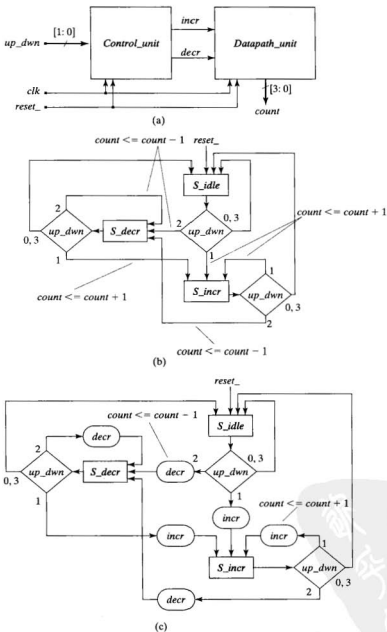 incr
up_dwn [1: 0] Control_unit decr Datapath_unit
clk
reset_
[3: 0]
count
(a)
count <= count − 1 reset_
S_idle
count <= count + 1
2
0, 3
up_dwn S_decr 2 up_dwn 0, 3
1
1
1
S_incr up_dwn
0, 3
2
count <= count + 1
count <= count − 1
(b)
reset_
count <= count − 1
S_idle
decr
2
0, 3
up_dwn S_decr decr 2 up_dwn 0, 3
1
1
incr
count <= count + 1
incr
incr
1
S_incr up_dwn
0, 3
2
decr
(c)